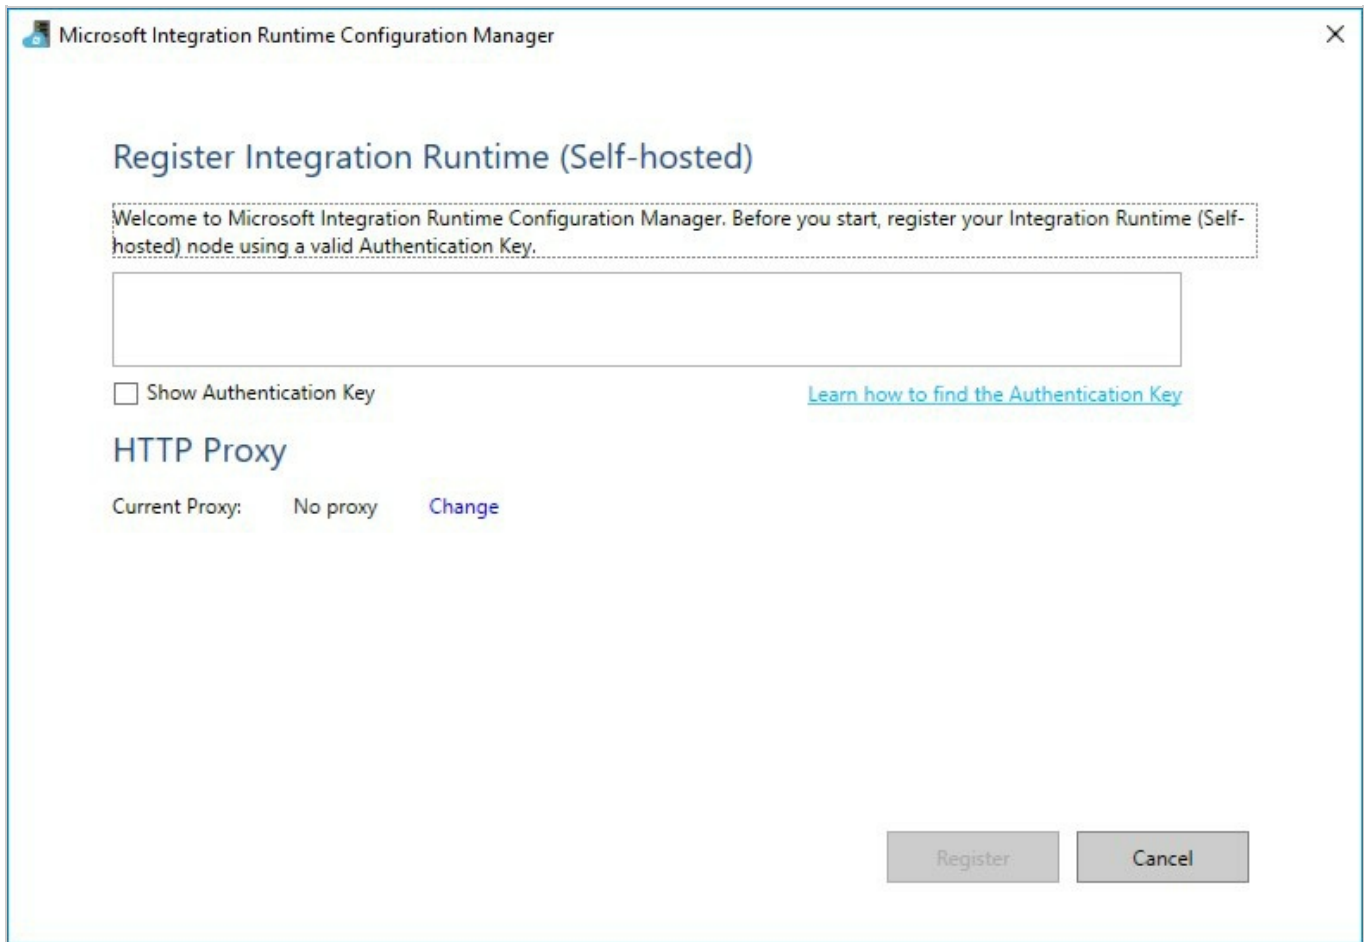 Microsoft Integration Runtime Configuration Manager
Register Integration Runtime (Self-hosted)
Welcome to Microsoft Integration Runtime Configuration Manager. Before you start, register your Integration Runtime (Self-
hosted) node using a valid Authentication Key.
Show Authentication Key
Learn how to find the Authentication Key
HTTP Proxy
Current Proxy: No proxy Change
Register Cancel